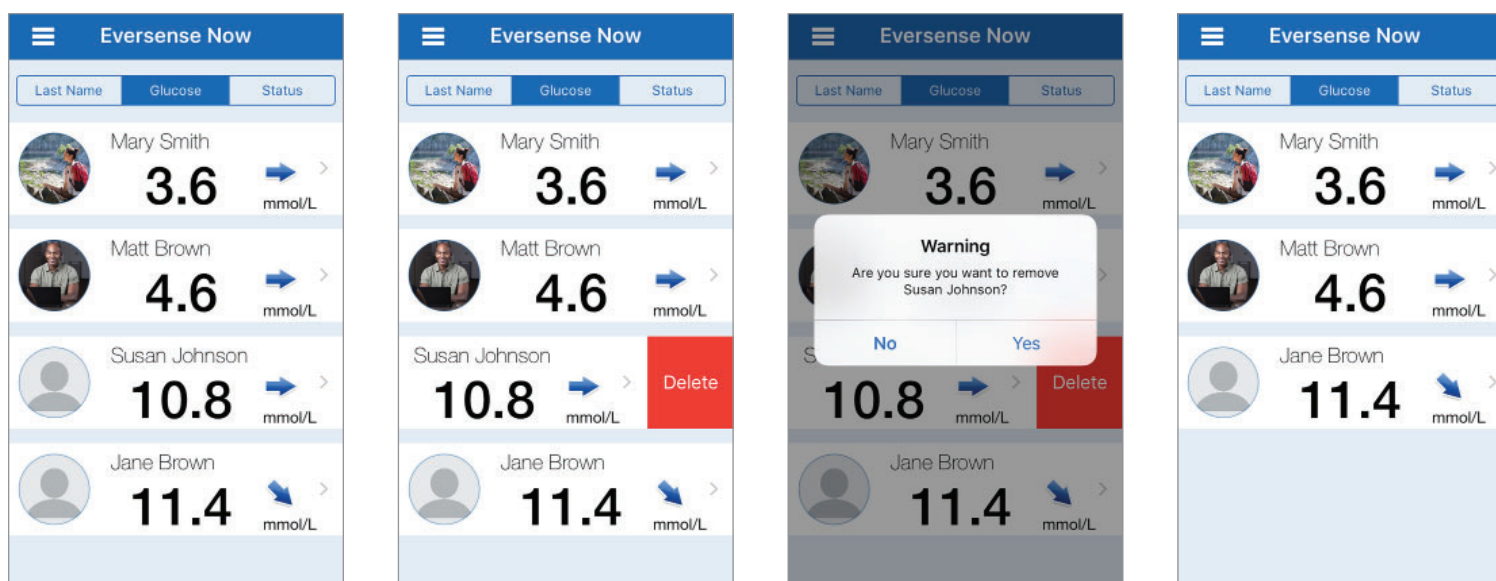 Eversense Now
Last Name Glucose Status
Mary Smith
3.6
mmol/L
Matt Brown
4.6
mmol/L
Susan Johnson
10.8
mmol/L
Jane Brown
11.4
mmol/L
Eversense Now
Last Name Glucose Status
Mary Smith
3.6
mmol/L
Matt Brown
4.6
mmol/L
Susan Johnson
10.8
mmol/L
Delete
Jane Brown
11.4
mmol/L
Eversense Now
Last Name Glucose Status
Mary Smith
3.6
mmol/L
Warning
Are you sure you want to remove
Susan Johnson?
No Yes
S
10.8
mmol/L
Delete
Jane Brown
11.4
mmol/L
Eversense Now
Last Name Glucose Status
Mary Smith
3.6
mmol/L
Matt Brown
4.6
mmol/L
Jane Brown
11.4
mmol/L